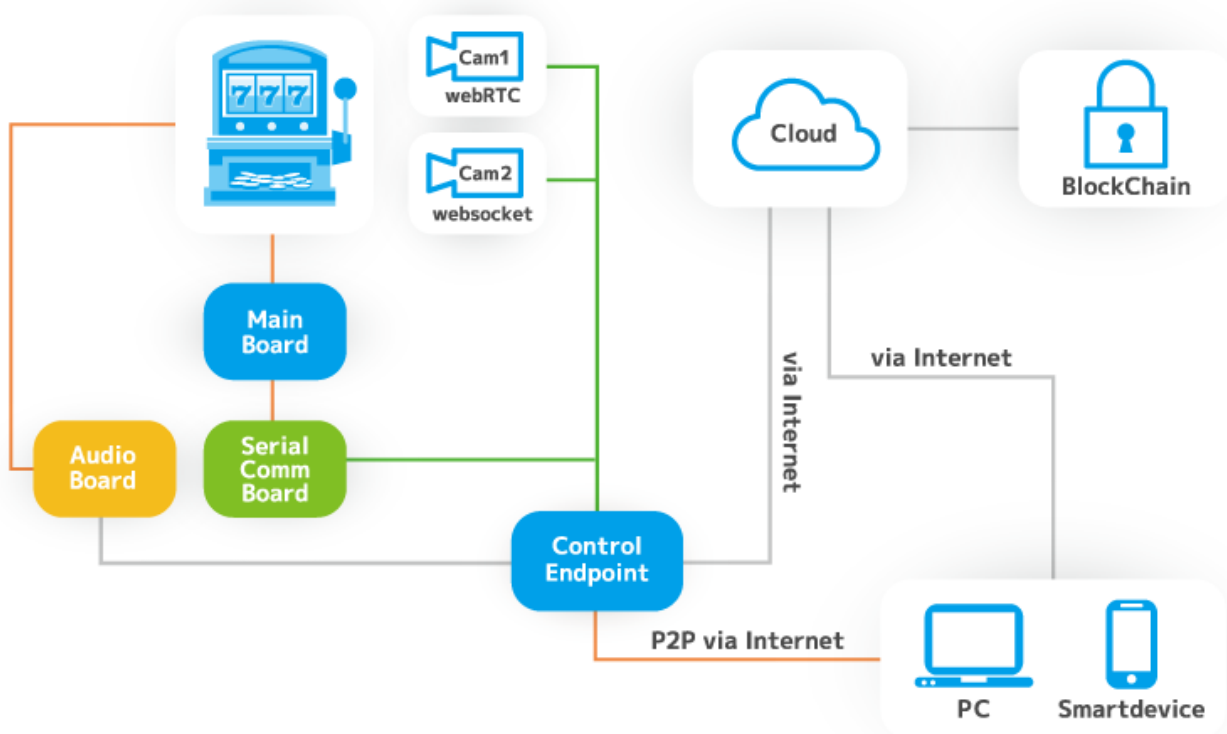 777
Cam1
webRTC
Cam2
websocket
Cloud
BlockChain
Main
Board
via Internet
via Internet
Audio
Board
Serial
Comm
Board
Control
Endpoint
P2P via Internet
PC
Smartdevice